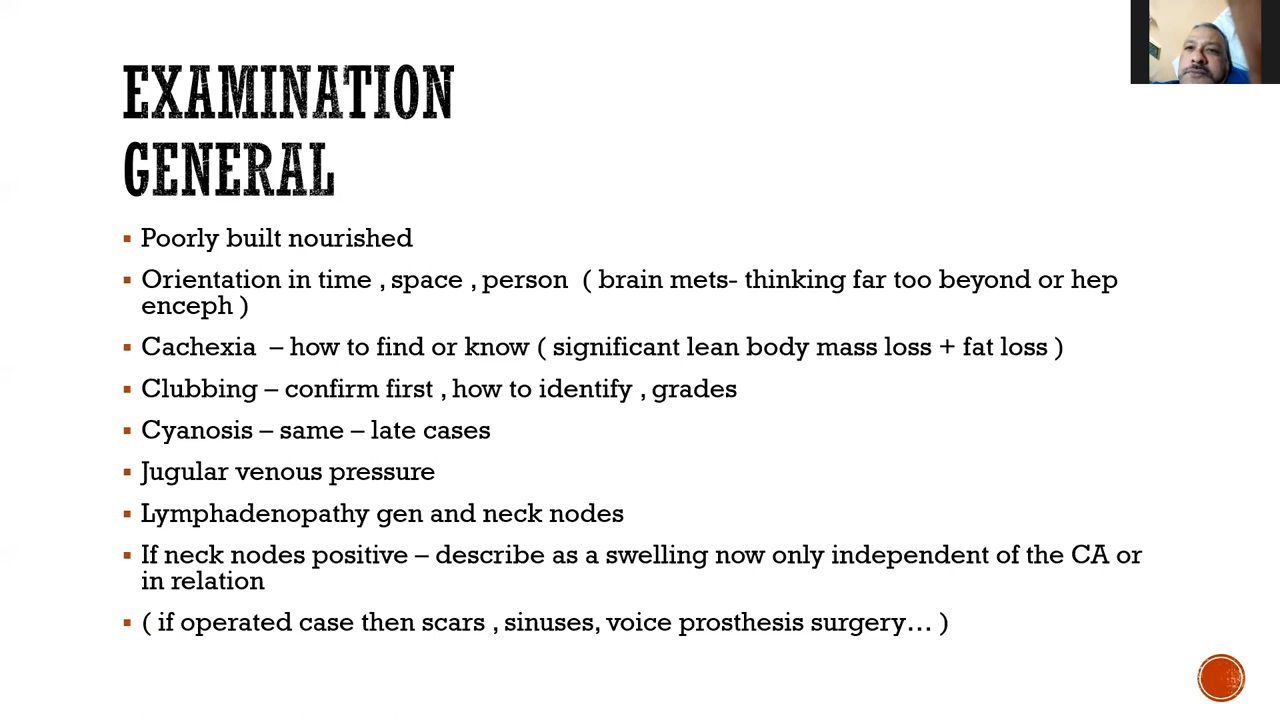 EXAMINATION
GENERAL
▪ Poorly built nourished
▪ Orientation in time , space , person ( brain mets- thinking far too beyond or hep
enceph )
▪ Cachexia – how to find or know ( significant lean body mass loss + fat loss )
▪ Clubbing – confirm first , how to identify , grades
▪ Cyanosis – same – late cases
▪ Jugular venous pressure
▪ Lymphadenopathy gen and neck nodes
▪ If neck nodes positive – describe as a swelling now only independent of the CA or
in relation
▪ ( if operated case then scars , sinuses, voice prosthesis surgery… )